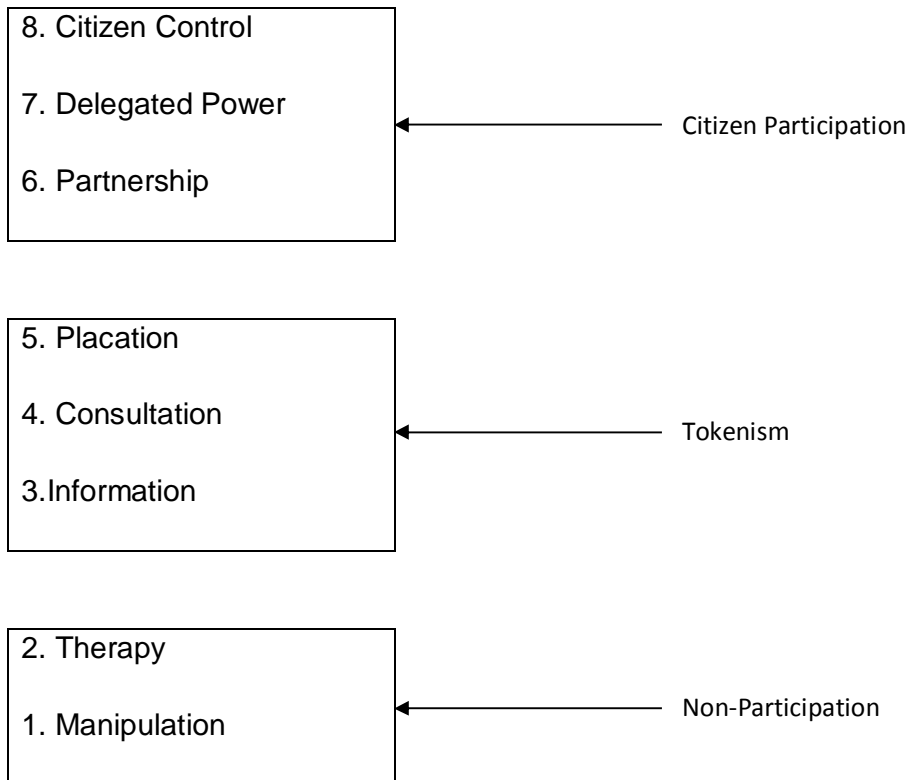 8. Citizen Control
7. Delegated Power
Citizen Participation
6. Partnership
5. Placation
4. Consultation
Tokenism
3.Information
2. Therapy
1. Manipulation
Non-Participation